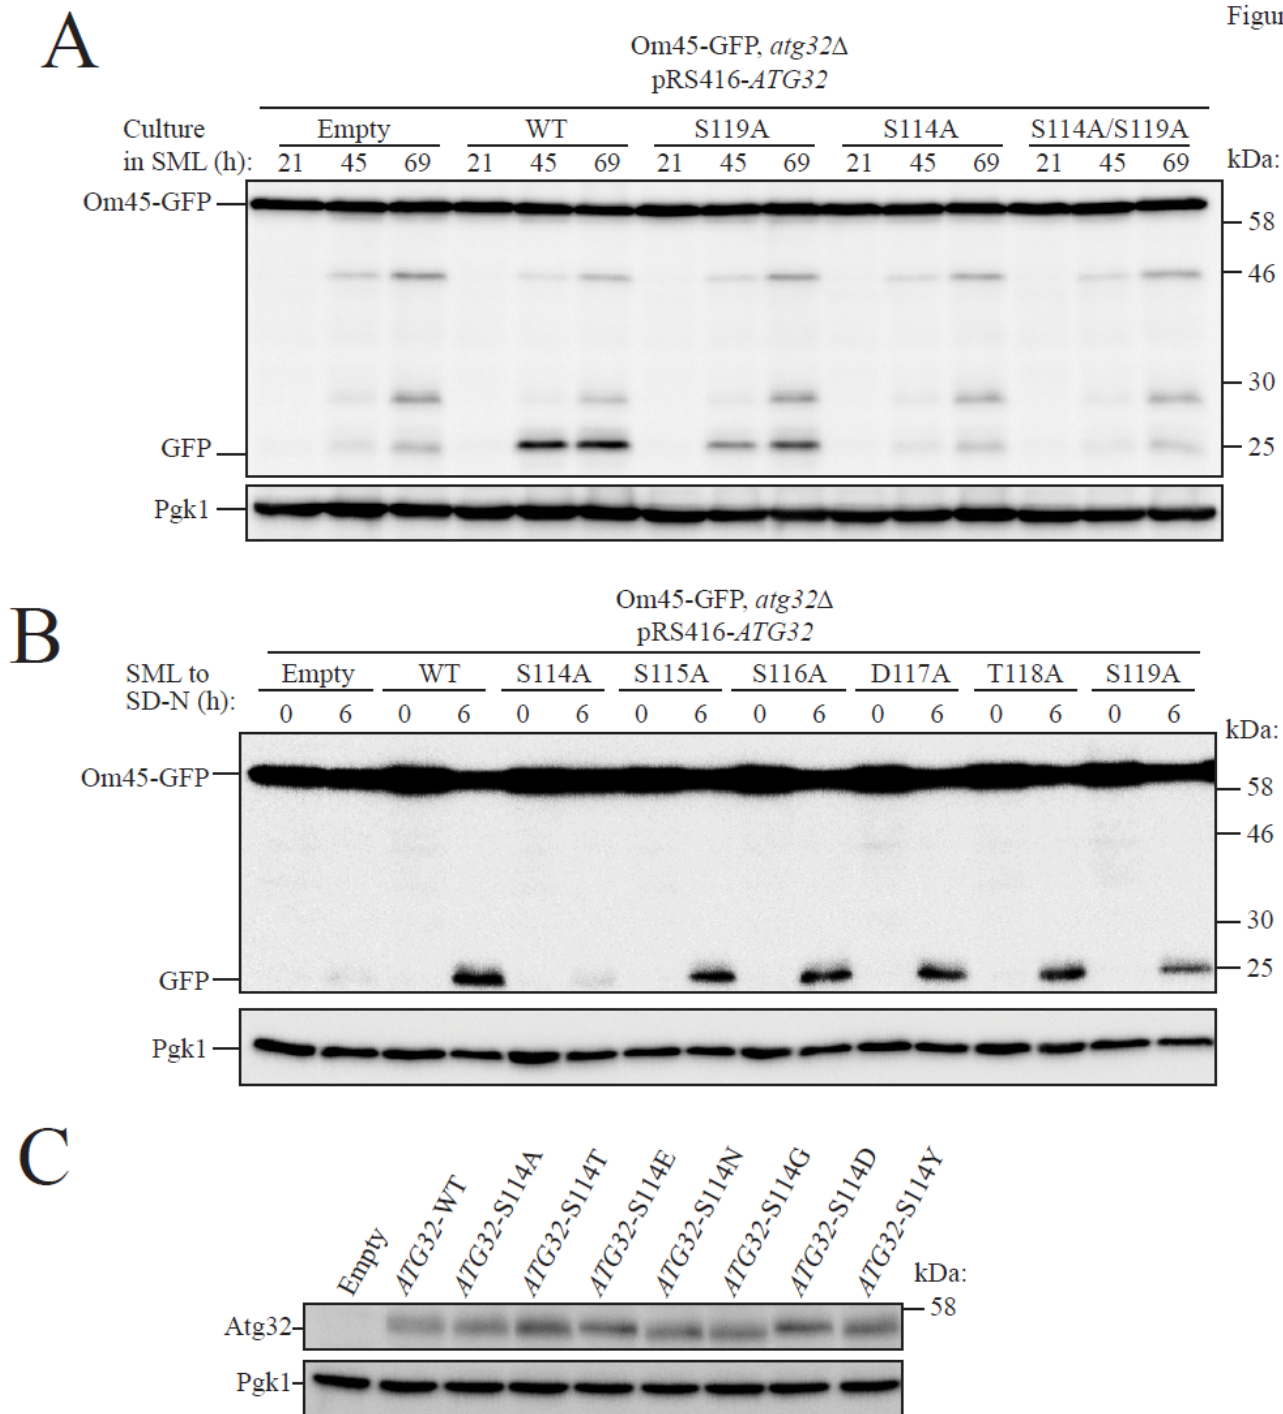 Figur
A
Om45-GFP, atg32Δ
pRS416-ATG32
Culture in SML (h):
Empty WT S119A S114A S114A/S119A
21 45 69 21 45 69 21 45 69 21 45 69 21 45 69
kDa:
Om45-GFP
58
46
30
GFP
25
Pgk1
B
Om45-GFP, atg32Δ
pRS416-ATG32
SML to SD-N (h):
Empty WT S114A S115A S116A D117A T118A S119A
0 6 0 6 0 6 0 6 0 6 0 6 0 6 0 6
kDa:
Om45-GFP
58
46
30
GFP
25
Pgk1
C
Empty
ATG32-WT
ATG32-S114A
ATG32-S114T
ATG32-S114E
ATG32-S114N
ATG32-S114G
ATG32-S114D
ATG32-S114Y
kDa:
58
Atg32
Pgk1